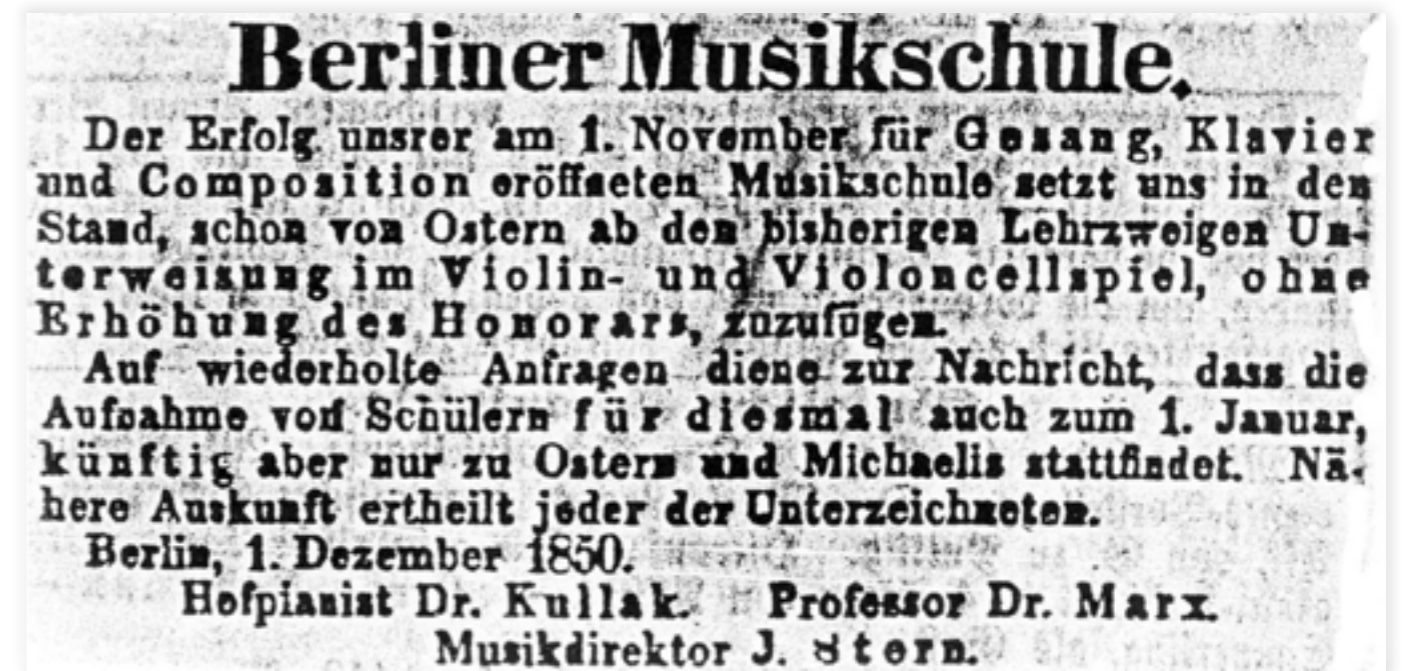 Berliner Musikschule.
Der Erfolg unsrer am 1. November für Gesang, Klavier
und Composition eröffneten Musikschule setzt uns in den
Stand, schon von Ostern ab den bisherigen Lehrzweigen Un-
terweisung im Violin- und Violoncellspiel, ohne
Erhöhung des Honorars, zuzufügen.
Auf wiederholte Anfragen diene zur Nachricht, dass die
Aufnahme von Schülern für diesmal auch zum 1. Januar,
künftig aber nur zu Ostern und Michaelis stattfindet. Nä-
here Auskunft ertheilt jeder der Unterzeichneten.
Berlin, 1. Dezember 1850.
Hofpianist Dr. Kullak. Professor Dr. Marx.
Musikdirektor J. Stern.